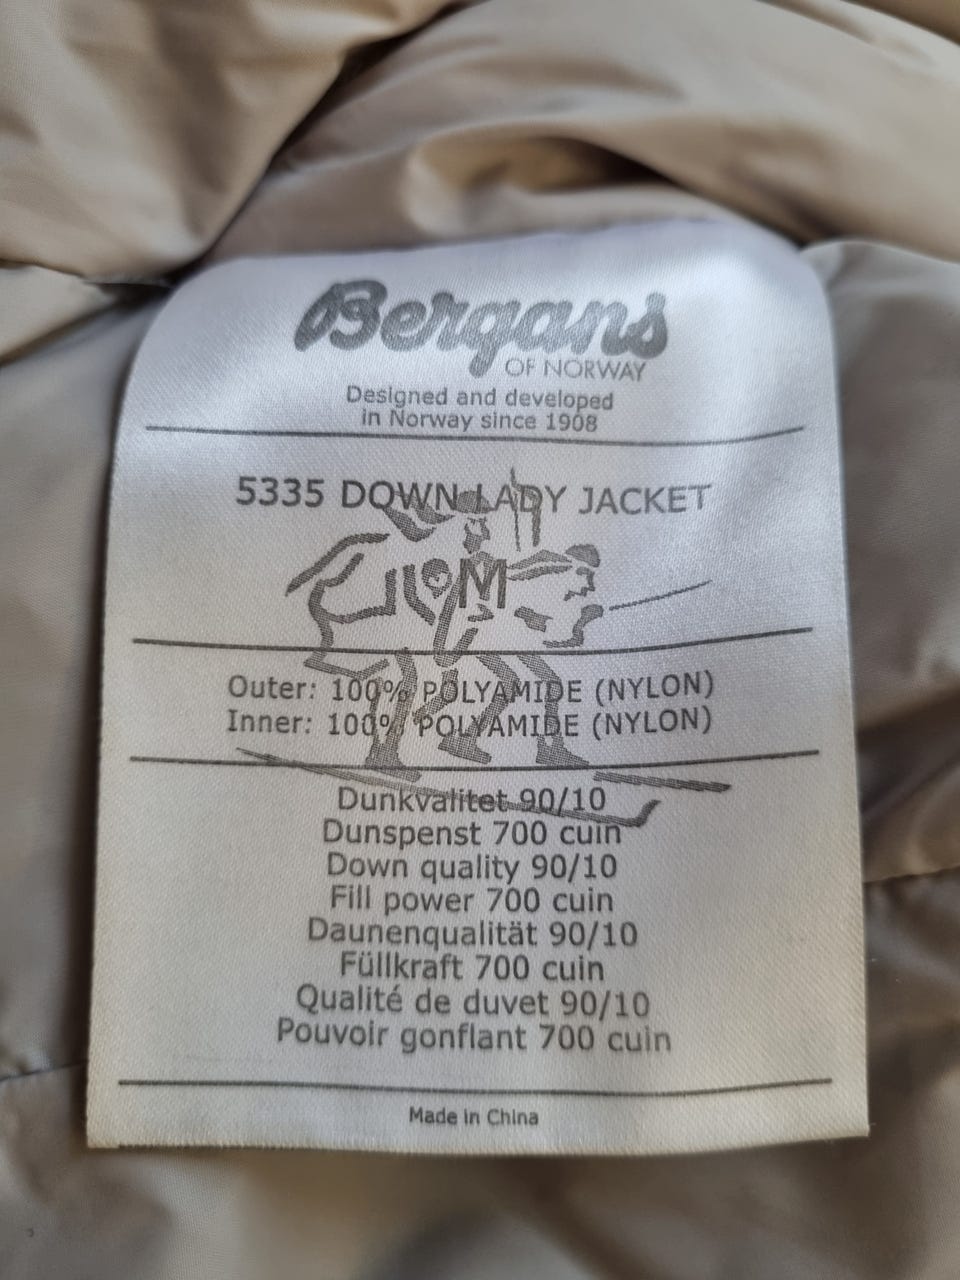 Bergans
OF NORWAY
Designed and developed
in Norway since 1908
5335 DOWN LADY JACKET
M
Outer: 100% POLYAMIDE (NYLON)
Inner: 100% POLYAMIDE (NYLON)
Dunkvalitet 90/10
Dunspenst 700 cuin
Down quality 90/10
Fill power 700 cuin
Daunenqualität 90/10
Füllkraft 700 cuin
Qualité de duvet 90/10
Pouvoir gonflant 700 cuin
Made in China